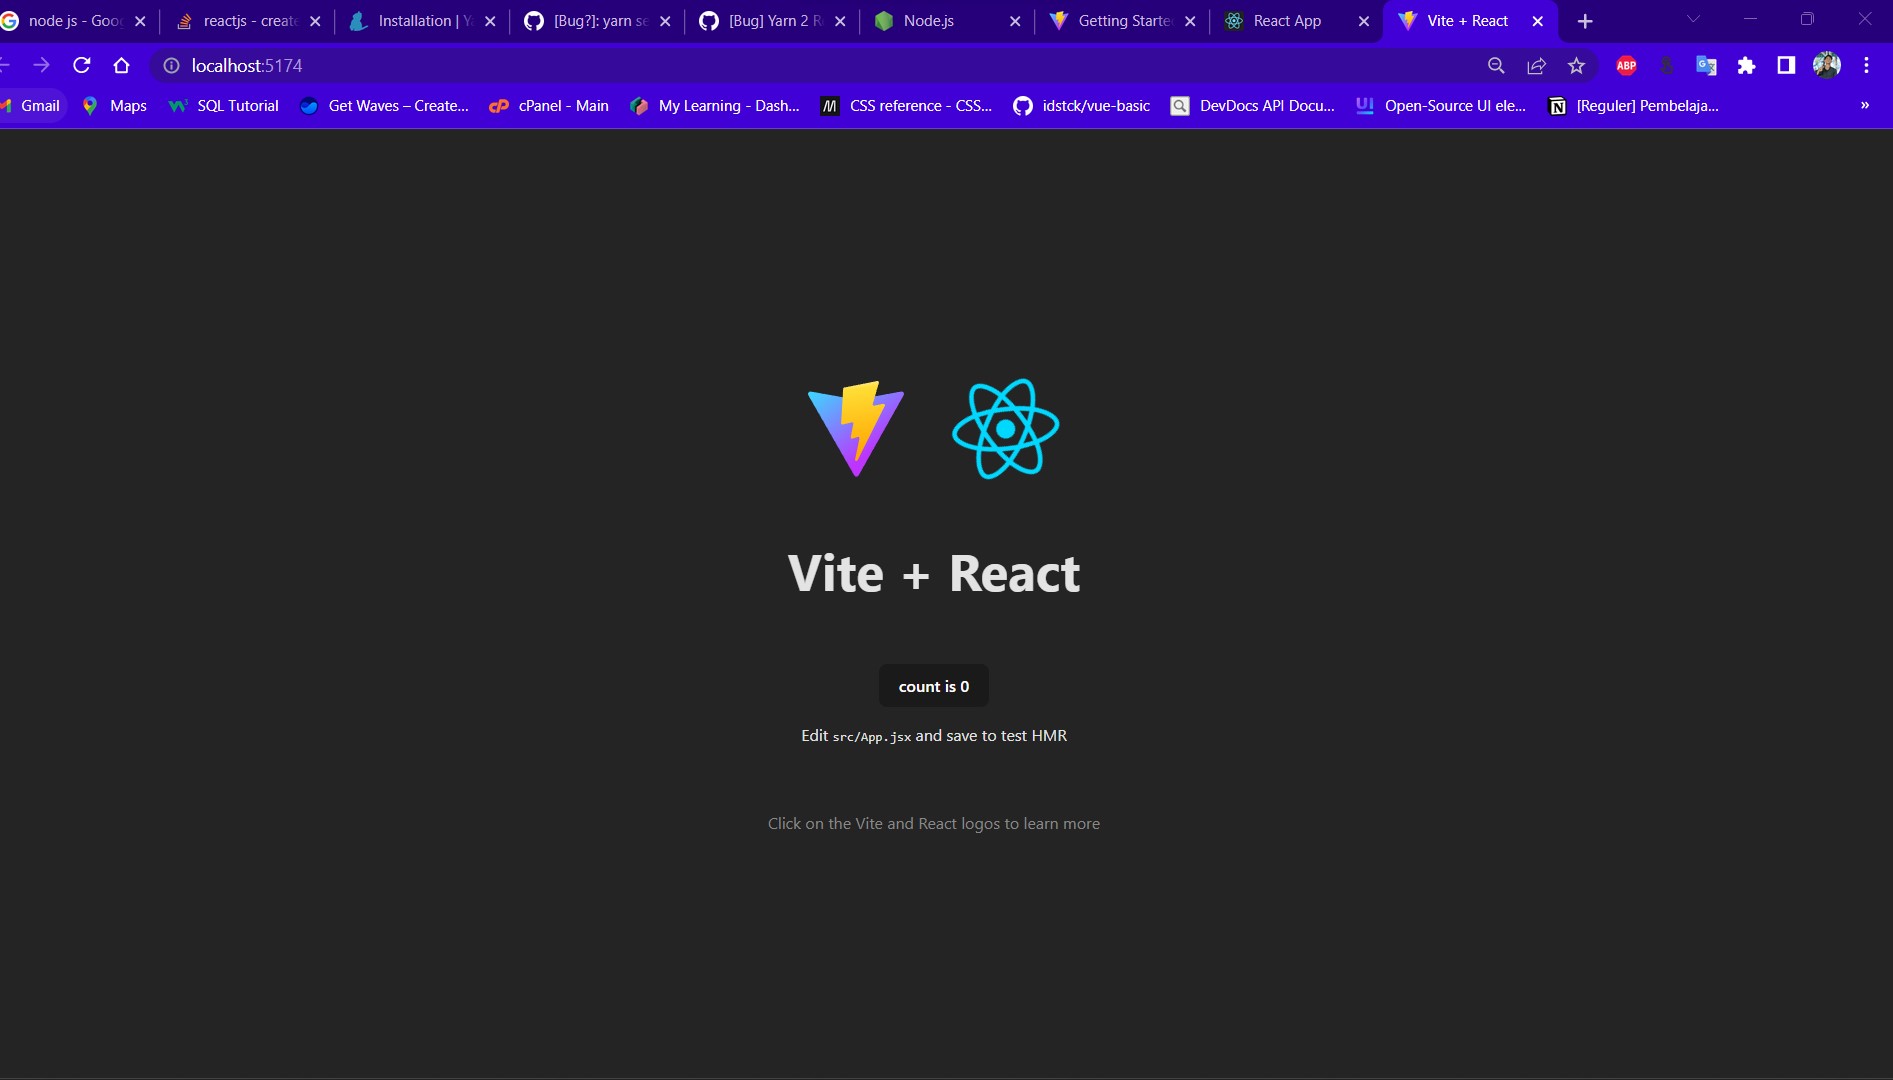 node js - Goo
reactjs - create
Installation | Ya
[Bug?]: yarn se
[Bug] Yarn 2 R
Node.js
Getting Starte
React App
Vite + React
localhost:5174
ABP
Gmail
Maps
SQL Tutorial
Get Waves – Create...
cPanel - Main
My Learning - Dash...
CSS reference - CSS...
idstck/vue-basic
DevDocs API Docu...
Open-Source UI ele...
[Reguler] Pembelaja...
»
Vite + React
count is 0
Edit src/App.jsx and save to test HMR
Click on the Vite and React logos to learn more